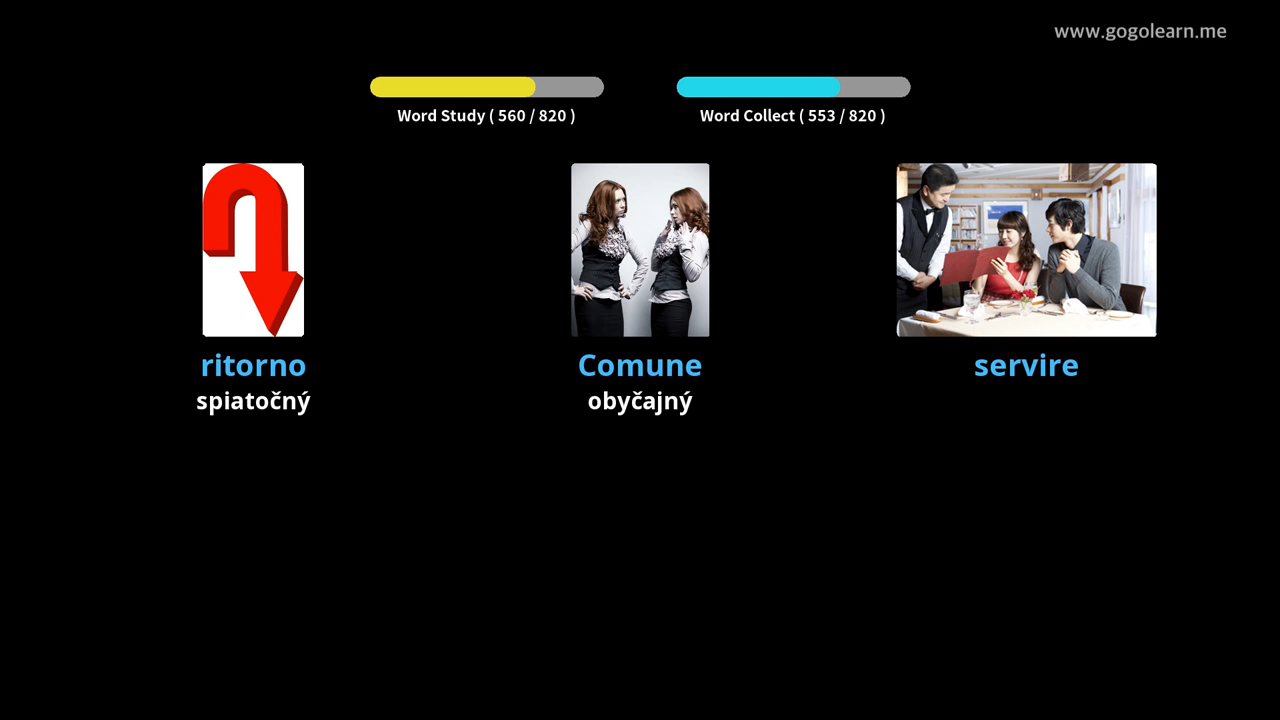 www.gogolearn.me
Word Study ( 560 / 820 )
Word Collect ( 553 / 820 )
ritorno
spiatočný
Comune
obyčajný
servire